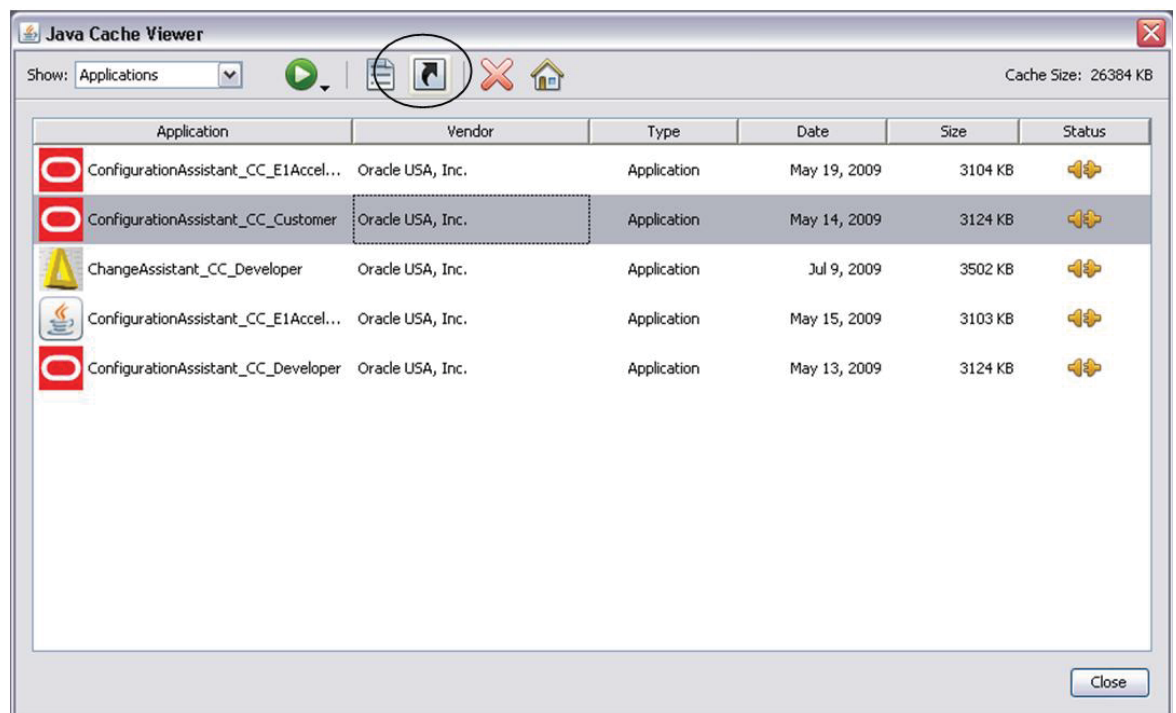 Java Cache Viewer
Show: Applications Cache Size: 26384 KB
Application Vendor Type Date Size Status
ConfigurationAssistant_CC_E1Accel... Oracle USA, Inc. Application May 19, 2009 3104 KB
ConfigurationAssistant_CC_Customer Oracle USA, Inc. Application May 14, 2009 3124 KB
ChangeAssistant_CC_Developer Oracle USA, Inc. Application Jul 9, 2009 3502 KB
ConfigurationAssistant_CC_E1Accel... Oracle USA, Inc. Application May 15, 2009 3103 KB
ConfigurationAssistant_CC_Developer Oracle USA, Inc. Application May 13, 2009 3124 KB
Close